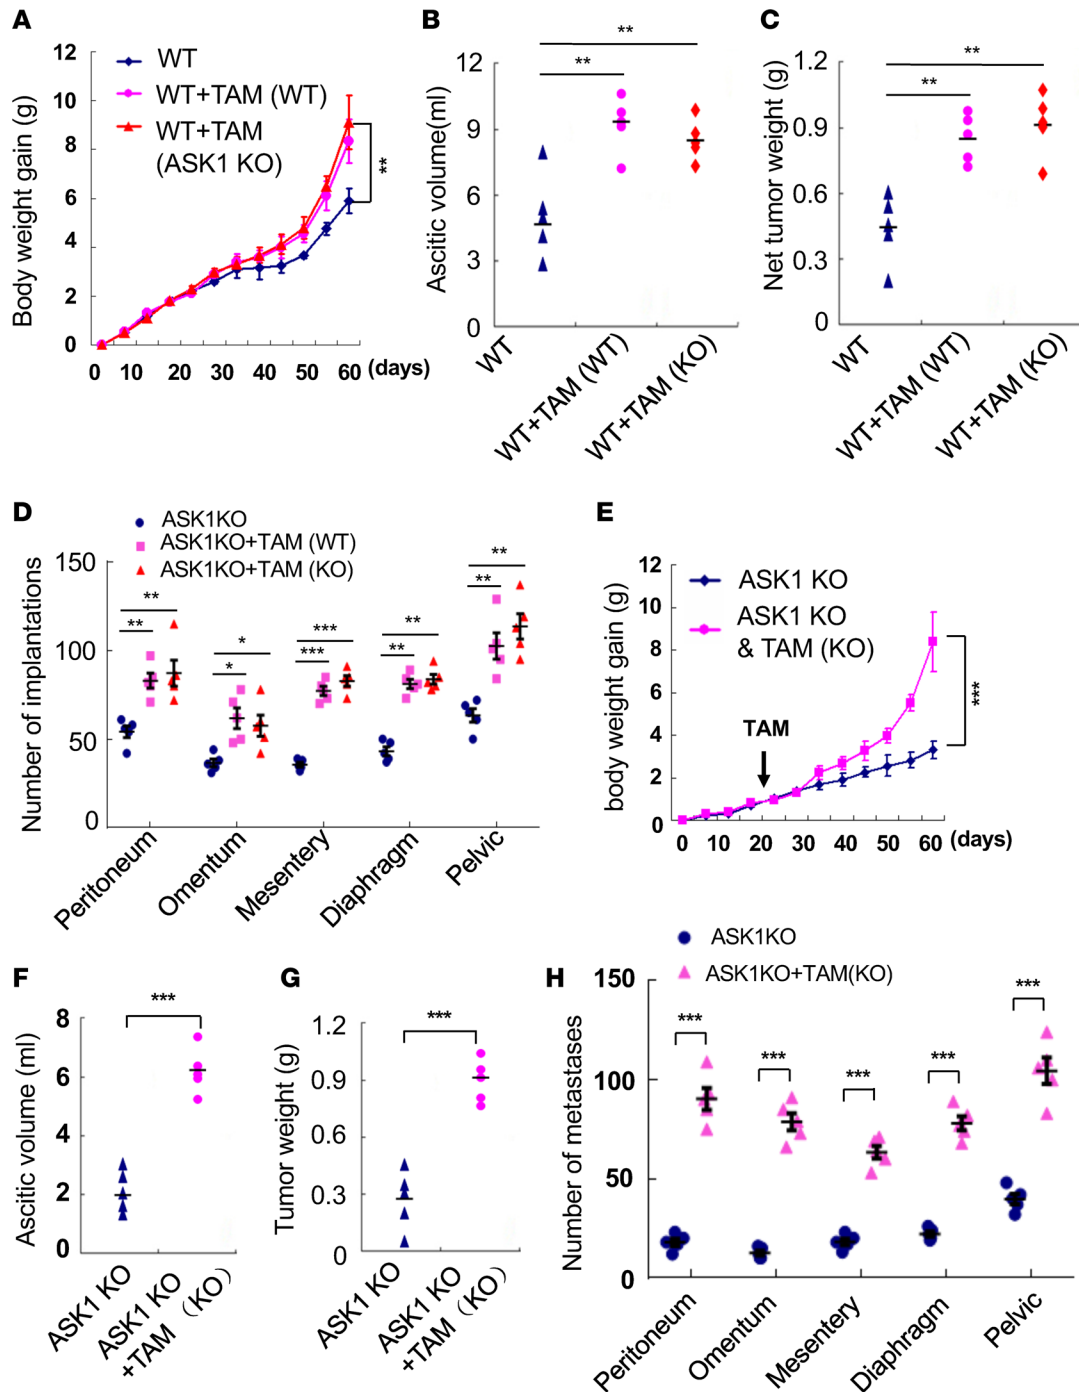 A
Body weight gain (g)
12
10
8
6
4
2
0
WT
WT+TAM (WT)
WT+TAM
(ASK1 KO)
**
0 10 20 30 40 50 60 (days)
B
Ascitic volume(ml)
12
9
6
3
0
**
**
WT
WT+TAM (WT)
WT+TAM (KO)
C
Net tumor weight (g)
1.2
0.9
0.6
0.3
0
**
**
WT
WT+TAM (WT)
WT+TAM (KO)
D
ASK1KO
ASK1KO+TAM (WT)
ASK1KO+TAM (KO)
Number of implantations
150
100
50
0
**
**
*
*
***
***
**
**
**
**
Peritoneum
Omentum
Mesentery
Diaphragm
Pelvic
E
body weight gain (g)
12
10
8
6
4
2
0
ASK1 KO
ASK1 KO
& TAM (KO)
TAM
***
0 10 20 30 40 50 60 (days)
F
Ascitic volume (ml)
8
6
4
2
0
***
ASK1 KO
ASK1 KO
+TAM (KO)
G
Tumor weight (g)
1.2
0.9
0.6
0.3
0
***
ASK1 KO
ASK1 KO
+TAM (KO)
H
ASK1KO
ASK1KO+TAM(KO)
Number of metastases
150
100
50
0
***
***
***
***
***
Peritoneum
Omentum
Mesentery
Diaphragm
Pelvic